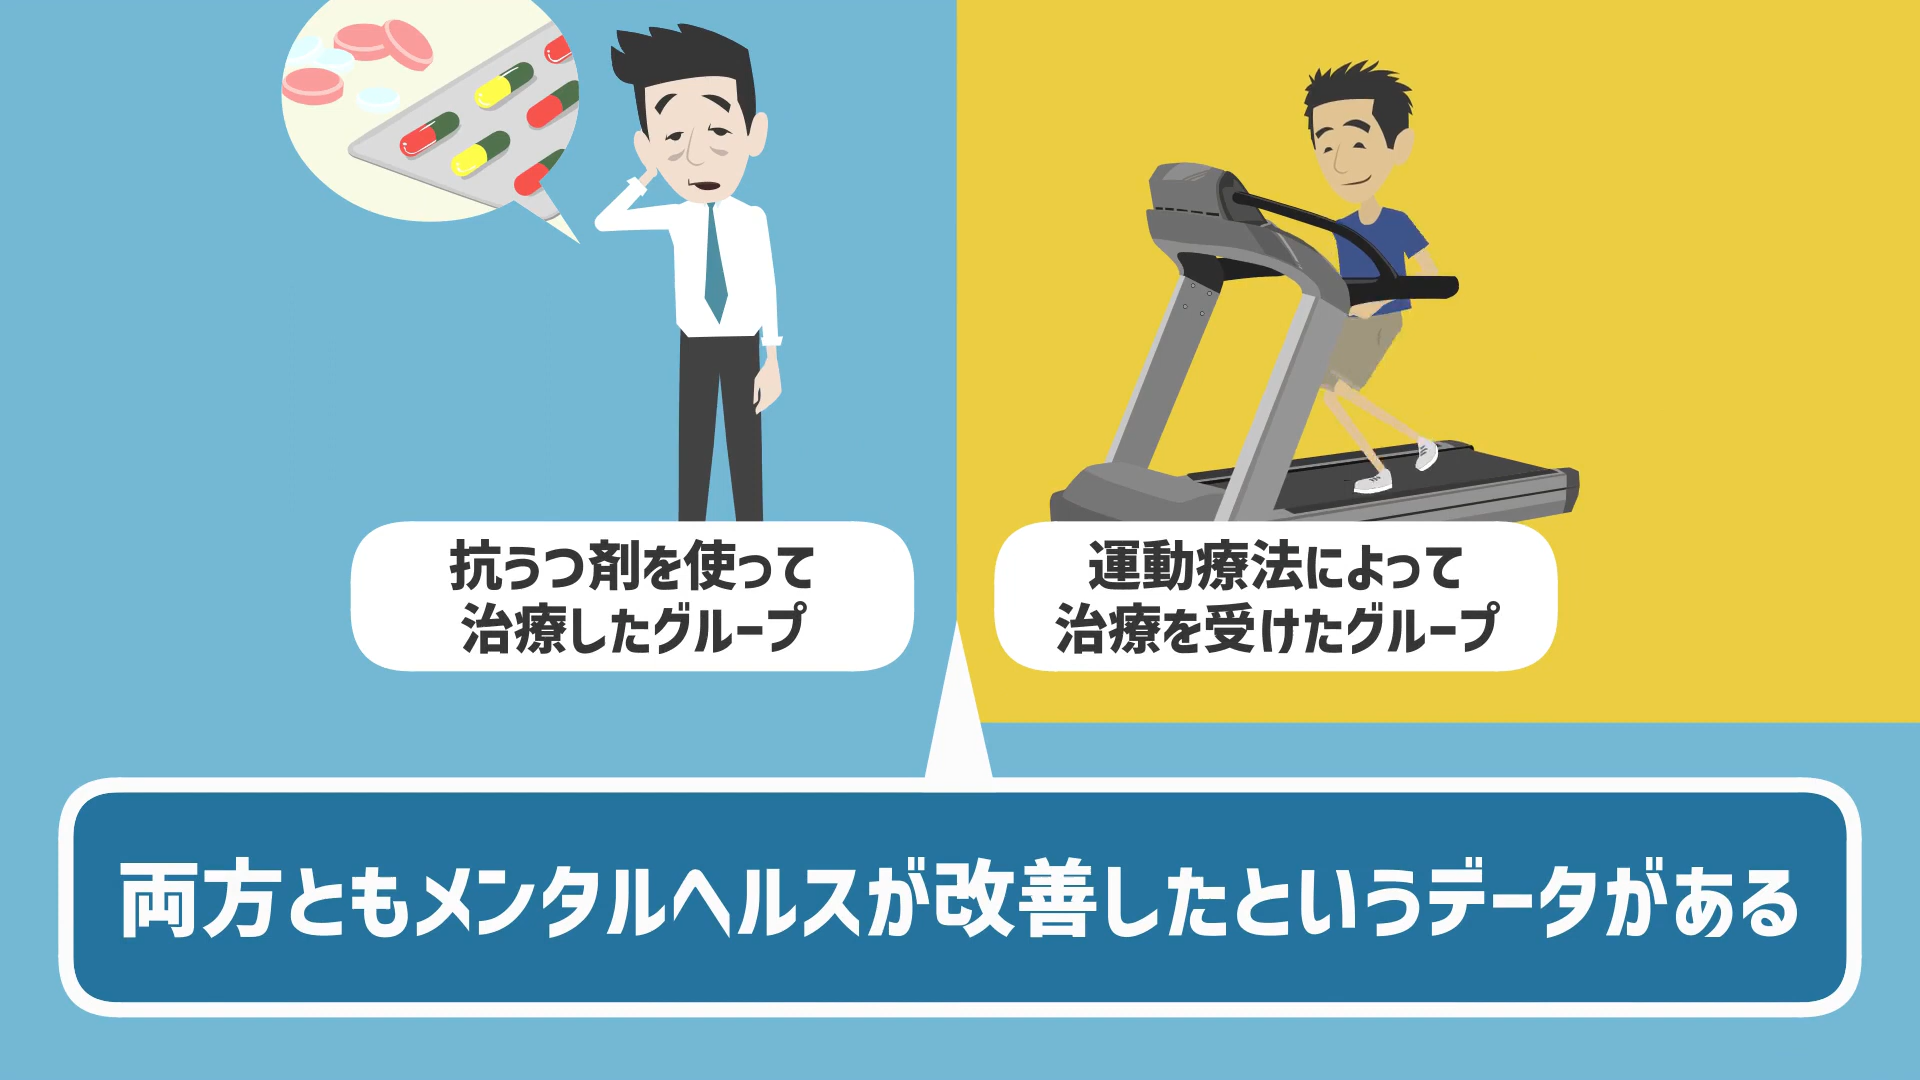 抗うつ剤を使って
治療したグループ
運動療法によって
治療を受けたグループ
両方ともメンタルヘルスが改善したというデータがある